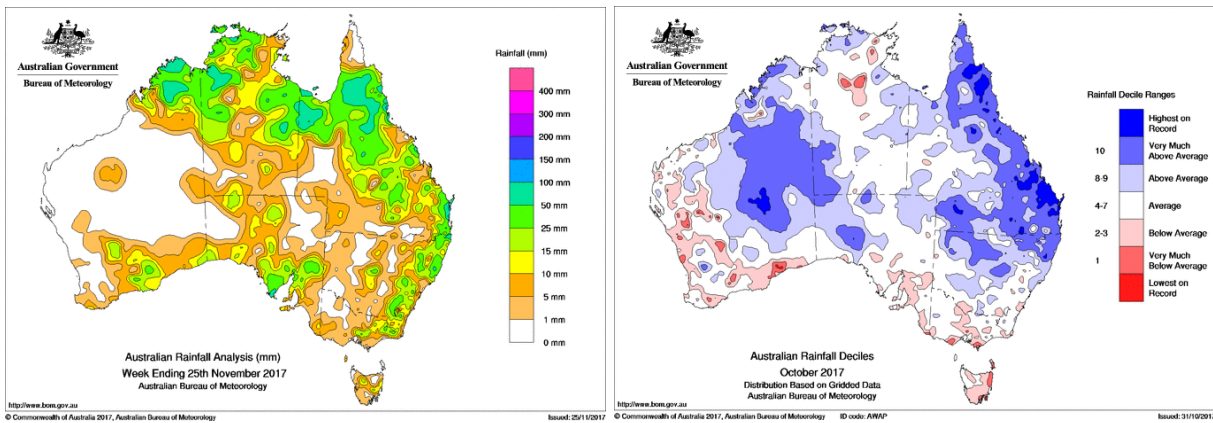 Australian Government
Bureau of Meteorology
Rainfall (mm)
400 mm
300 mm
200 mm
150 mm
100 mm
50 mm
25 mm
15 mm
10 mm
5 mm
1 mm
0 mm
Australian Rainfall Analysis (mm)
Week Ending 25th November 2017
Australian Bureau of Meteorology
http://www.bom.gov.au
© Commonwealth of Australia 2017, Australian Bureau of Meteorology
Issued: 25/11/2017
Australian Government
Bureau of Meteorology
Rainfall Decile Ranges
Highest on
Record
10 Very Much
Above Average
8-9 Above Average
4-7 Average
2-3 Below Average
1 Very Much
Below Average
Lowest on
Record
Australian Rainfall Deciles
October 2017
Distribution Based on Gridded Data
Australian Bureau of Meteorology
http://www.bom.gov.au
© Commonwealth of Australia 2017, Australian Bureau of Meteorology
ID code: AWAP
Issued: 31/10/2017